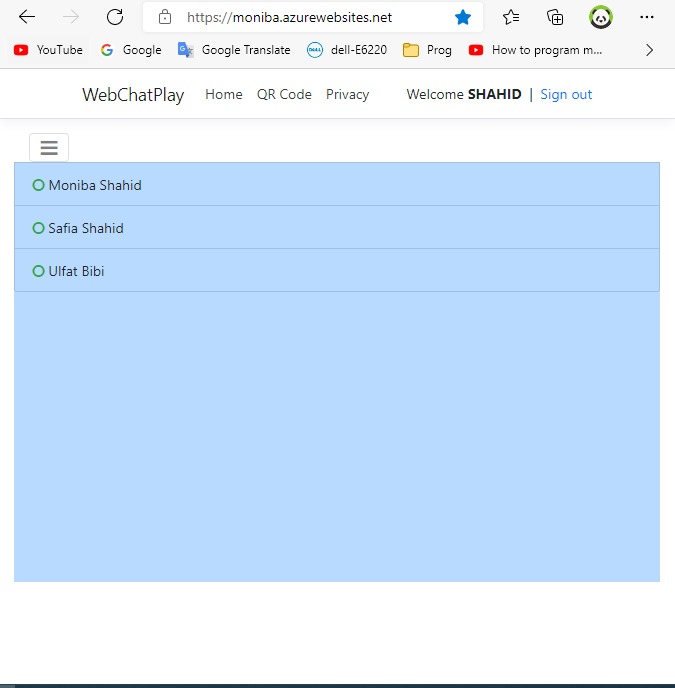 https://moniba.azurewebsites.net
YouTube Google Google Translate dell-E6220 Prog How to program m...
WebChatPlay Home QR Code Privacy Welcome SHAHID | Sign out
Moniba Shahid
Safia Shahid
Ulfat Bibi